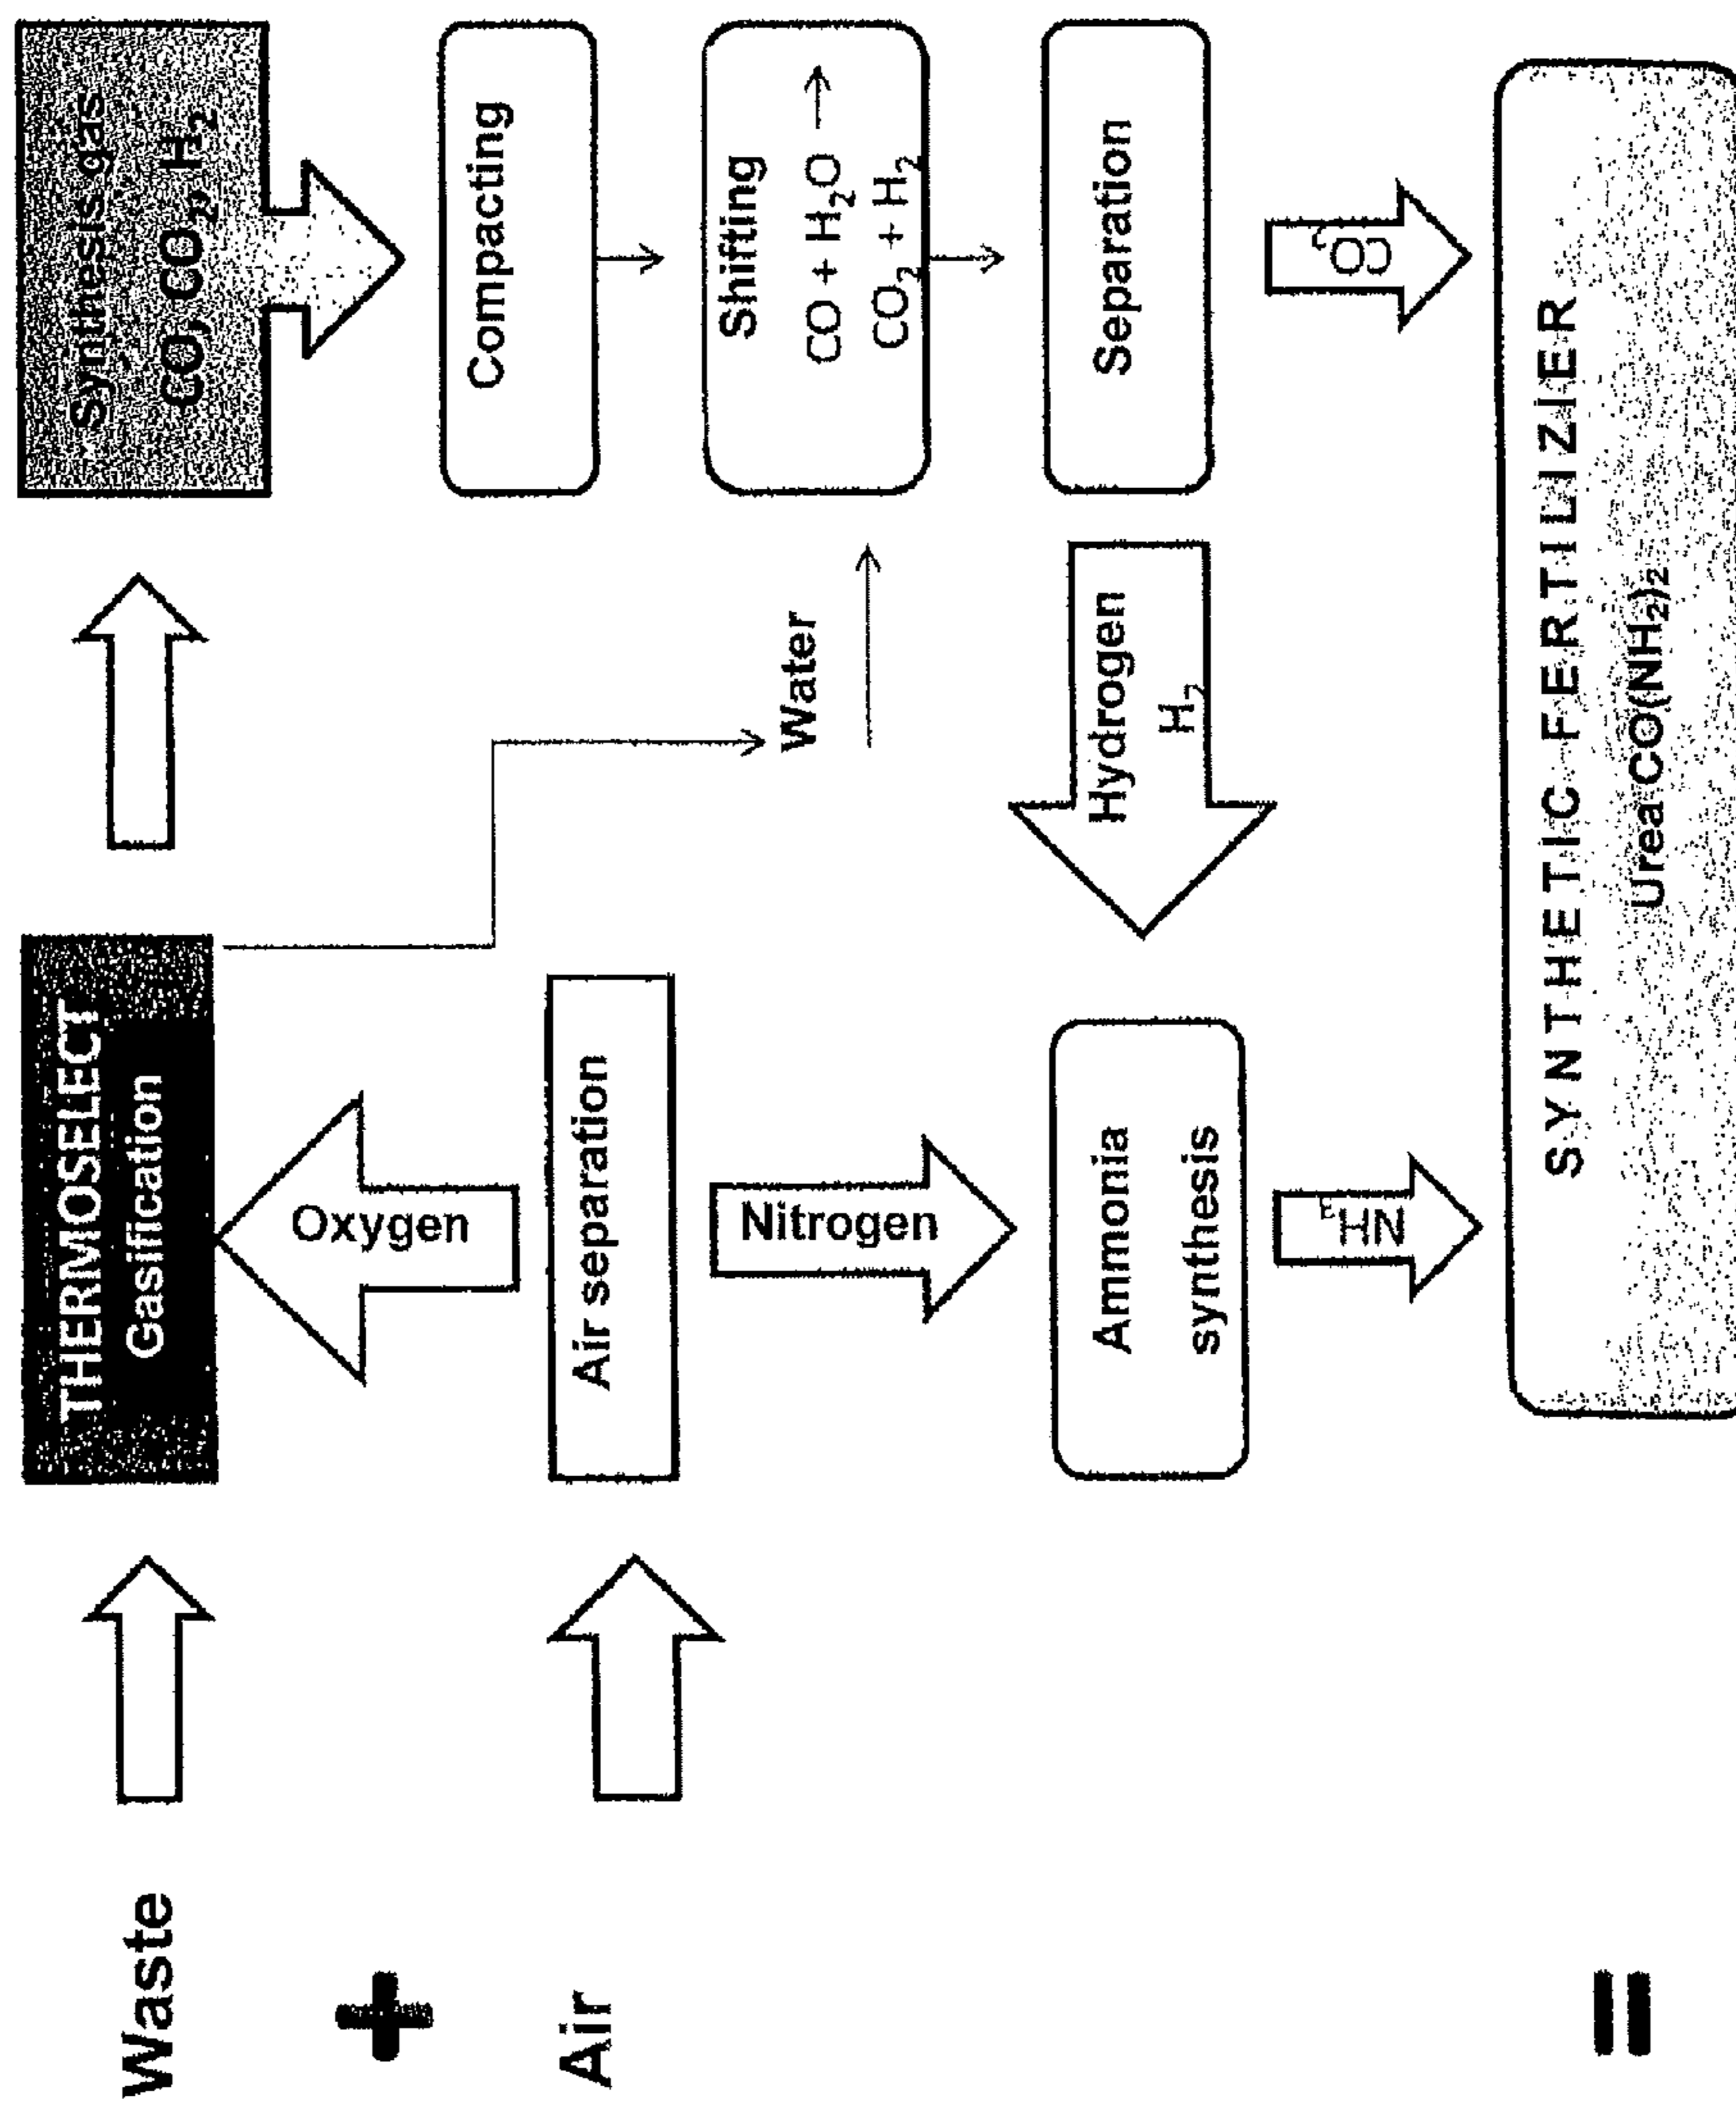 Waste
+
Air
=
THERMOSELECT
Gasification
Oxygen
Air separation
Nitrogen
Ammonia
synthesis
NH₃
Water
Hydrogen
H₂
Synthesis gas
CO, CO₂, H₂
Compacting
Shifting
CO + H₂O →
CO₂ + H₂
Separation
CO₂
SYNTHETIC FERTILIZIER
Urea CO(NH₂)₂